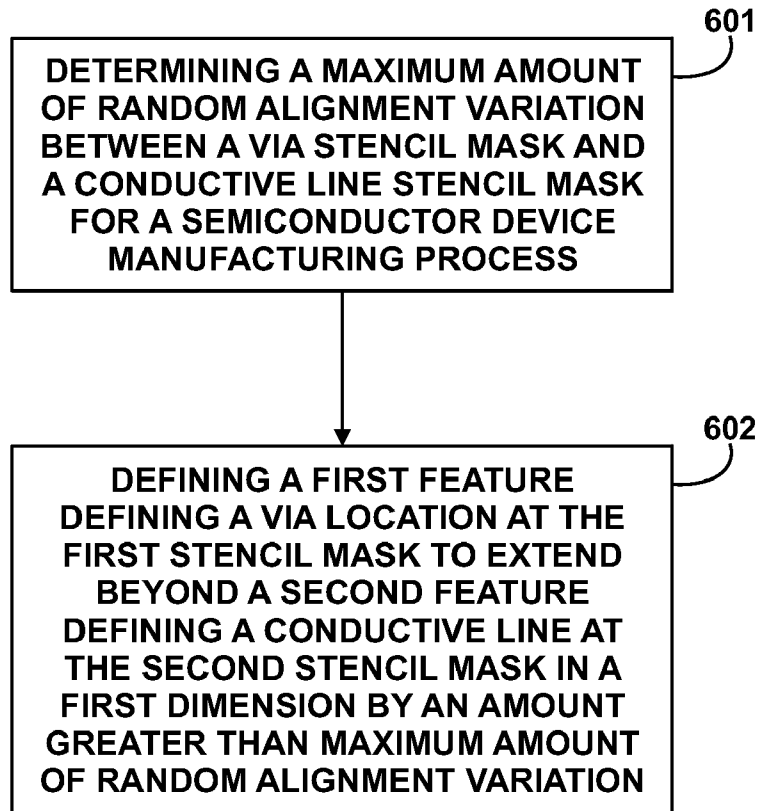 601
DETERMINING A MAXIMUM AMOUNT
OF RANDOM ALIGNMENT VARIATION
BETWEEN A VIA STENCIL MASK AND
A CONDUCTIVE LINE STENCIL MASK
FOR A SEMICONDUCTOR DEVICE
MANUFACTURING PROCESS
602
DEFINING A FIRST FEATURE
DEFINING A VIA LOCATION AT THE
FIRST STENCIL MASK TO EXTEND
BEYOND A SECOND FEATURE
DEFINING A CONDUCTIVE LINE AT
THE SECOND STENCIL MASK IN A
FIRST DIMENSION BY AN AMOUNT
GREATER THAN MAXIMUM AMOUNT
OF RANDOM ALIGNMENT VARIATION